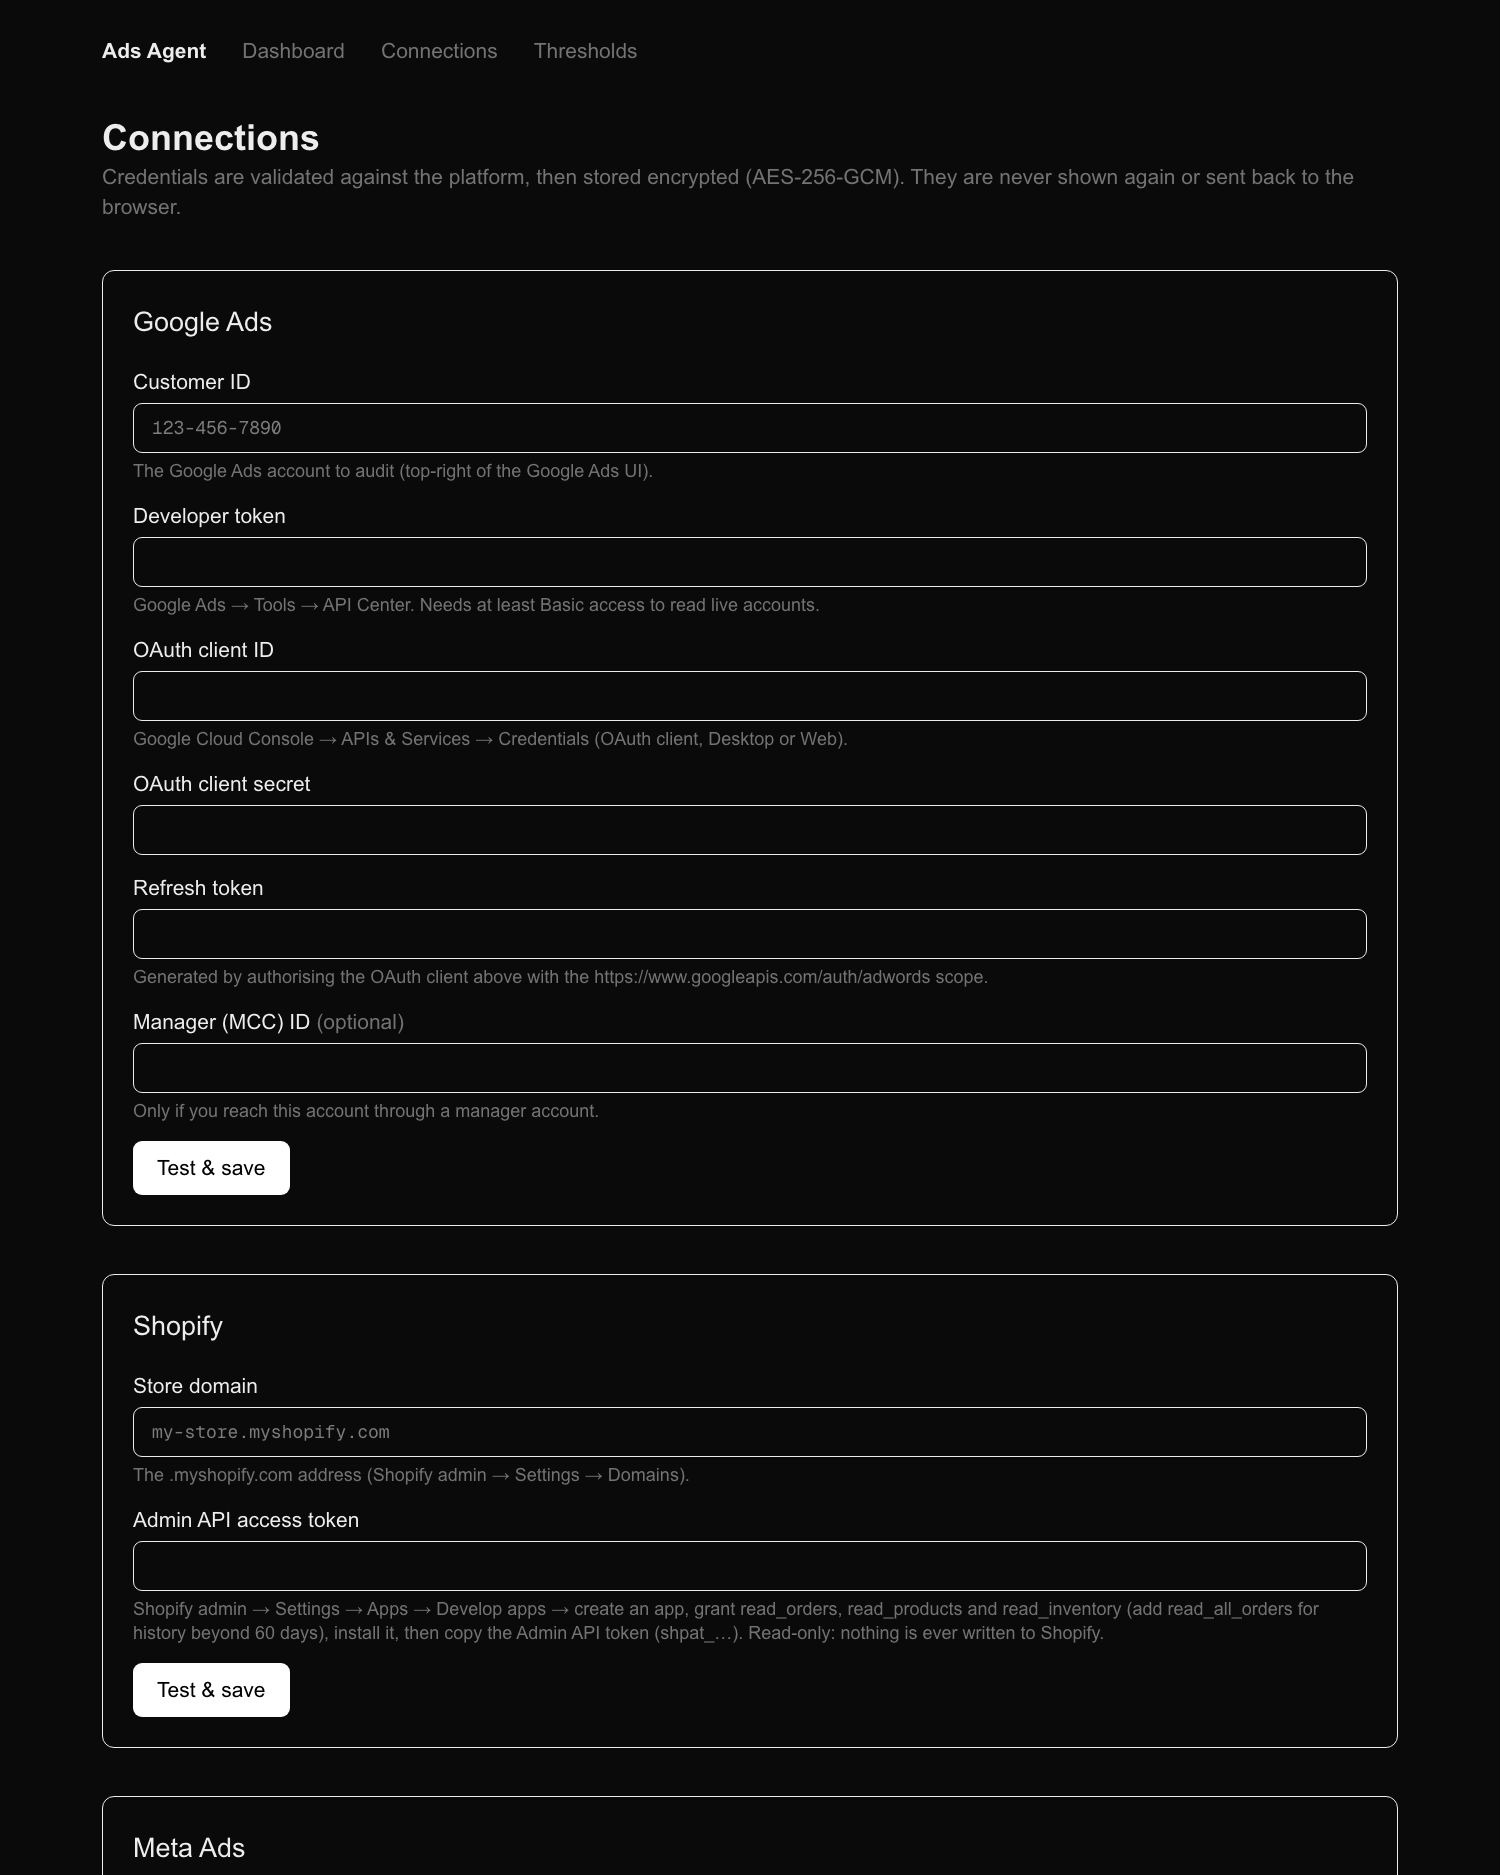 Ads Agent Dashboard Connections Thresholds
Connections
Credentials are validated against the platform, then stored encrypted (AES-256-GCM). They are never shown again or sent back to the
browser.
Google Ads
Customer ID
123-456-7890
The Google Ads account to audit (top-right of the Google Ads UI).
Developer token
Google Ads → Tools → API Center. Needs at least Basic access to read live accounts.
OAuth client ID
Google Cloud Console → APIs & Services → Credentials (OAuth client, Desktop or Web).
OAuth client secret
Refresh token
Generated by authorising the OAuth client above with the https://www.googleapis.com/auth/adwords scope.
Manager (MCC) ID (optional)
Only if you reach this account through a manager account.
Test & save
Shopify
Store domain
my-store.myshopify.com
The .myshopify.com address (Shopify admin → Settings → Domains).
Admin API access token
Shopify admin → Settings → Apps → Develop apps → create an app, grant read_orders, read_products and read_inventory (add read_all_orders for
history beyond 60 days), install it, then copy the Admin API token (shpat_…). Read-only: nothing is ever written to Shopify.
Test & save
Meta Ads